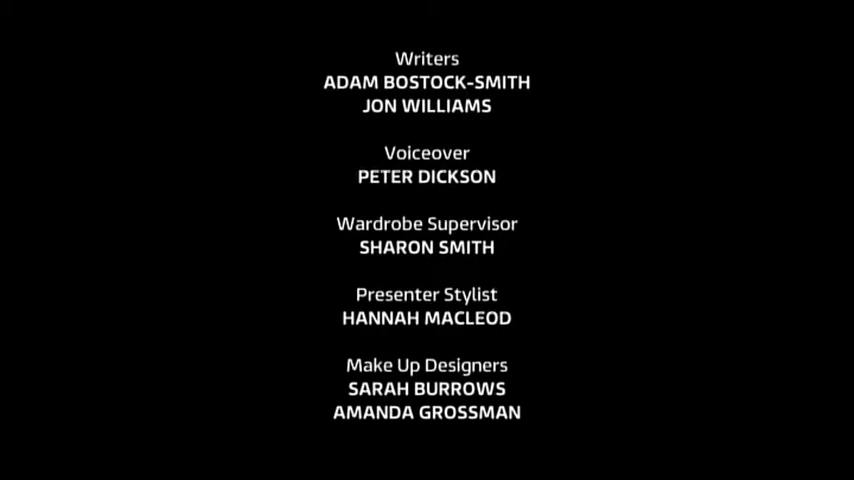 Writers
ADAM BOSTOCK-SMITH
JON WILLIAMS
Voiceover
PETER DICKSON
Wardrobe Supervisor
SHARON SMITH
Presenter Stylist
HANNAH MACLEOD
Make Up Designers
SARAH BURROWS
AMANDA GROSSMAN